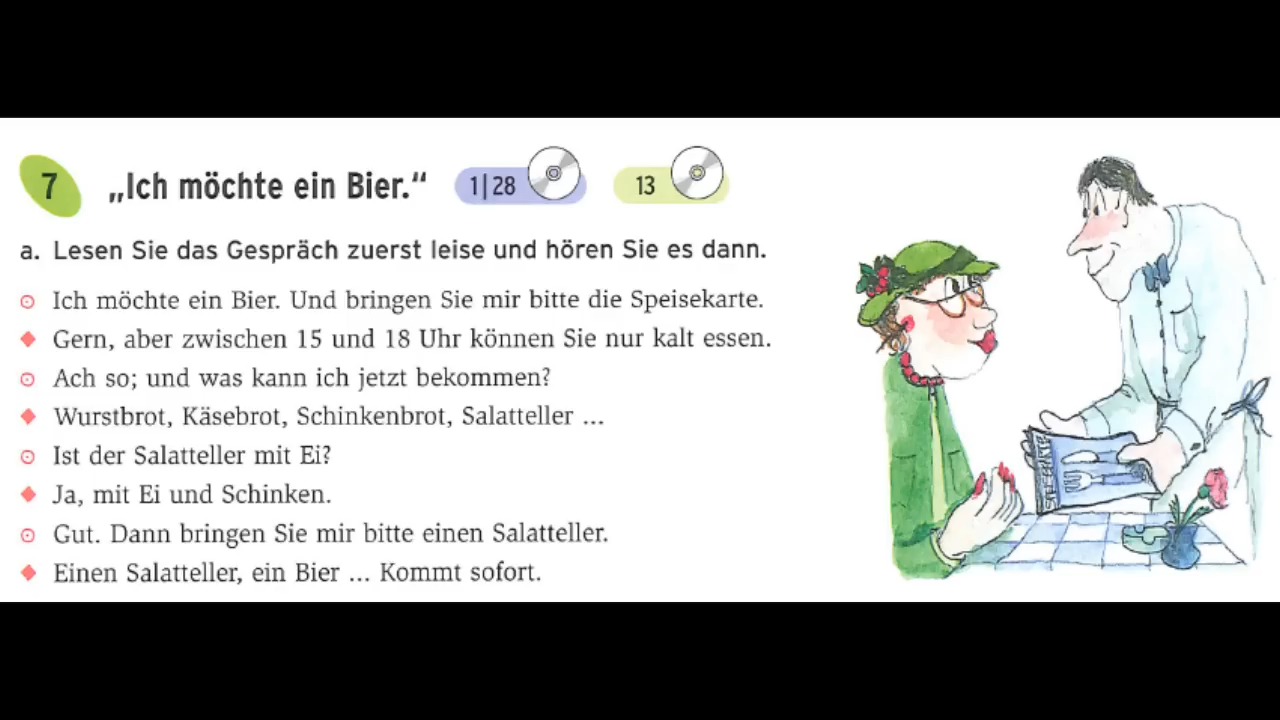 7 „Ich möchte ein Bier.“ 1|28 13
a. Lesen Sie das Gespräch zuerst leise und hören Sie es dann.
Ich möchte ein Bier. Und bringen Sie mir bitte die Speisekarte.
Gern, aber zwischen 15 und 18 Uhr können Sie nur kalt essen.
Ach so; und was kann ich jetzt bekommen?
Wurstbrot, Käsebrot, Schinkenbrot, Salatteller ...
Ist der Salatteller mit Ei?
Ja, mit Ei und Schinken.
Gut. Dann bringen Sie mir bitte einen Salatteller.
Einen Salatteller, ein Bier ... Kommt sofort.